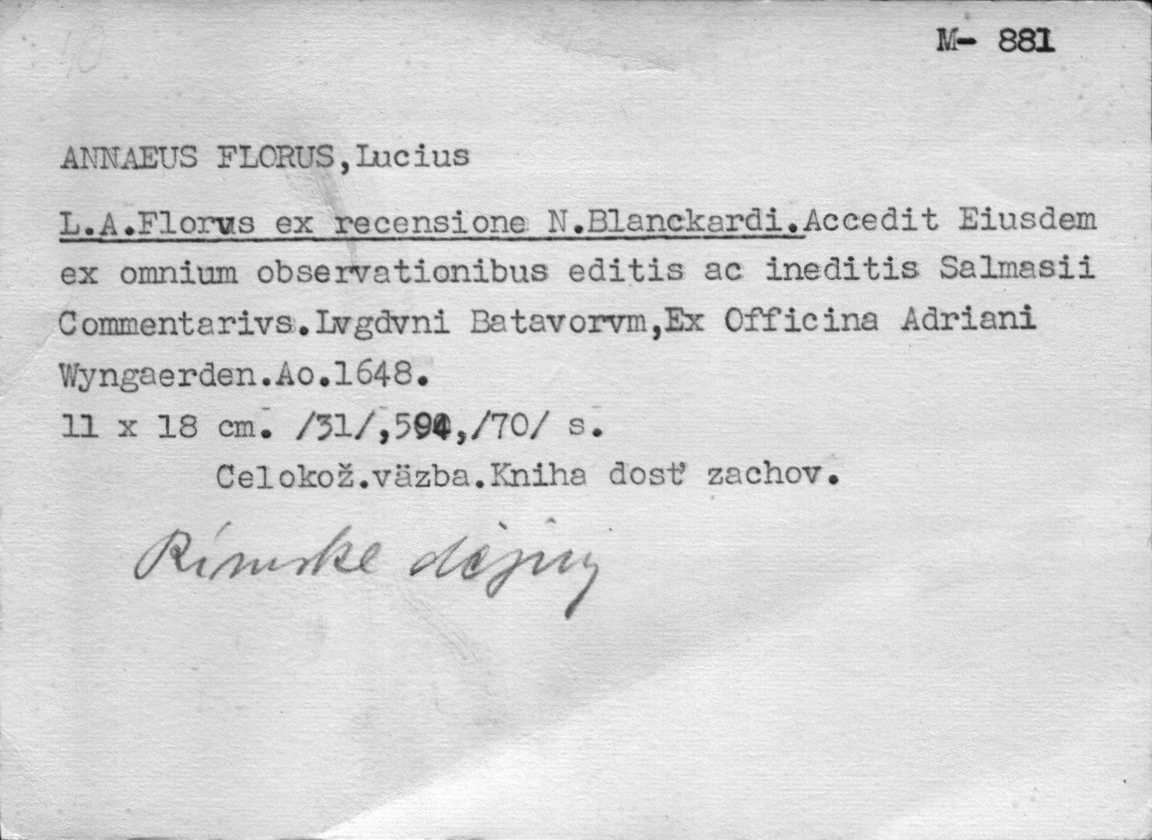 M- 881
ANNAEUS FLORUS,Lucius
L.A.Florvs ex recensione N.Blanckardi.Accedit Eiusdem
ex omnium observationibus editis ac ineditis Salmasii
Commentarivs.Lvgdvni Batavorvm,Ex Officina Adriani
Wyngaerden.Ao.1648.
11 x 18 cm. /31/,594,/70/ s.
Celokož.väzba.Kniha dosť zachov.
Rímske dejiny